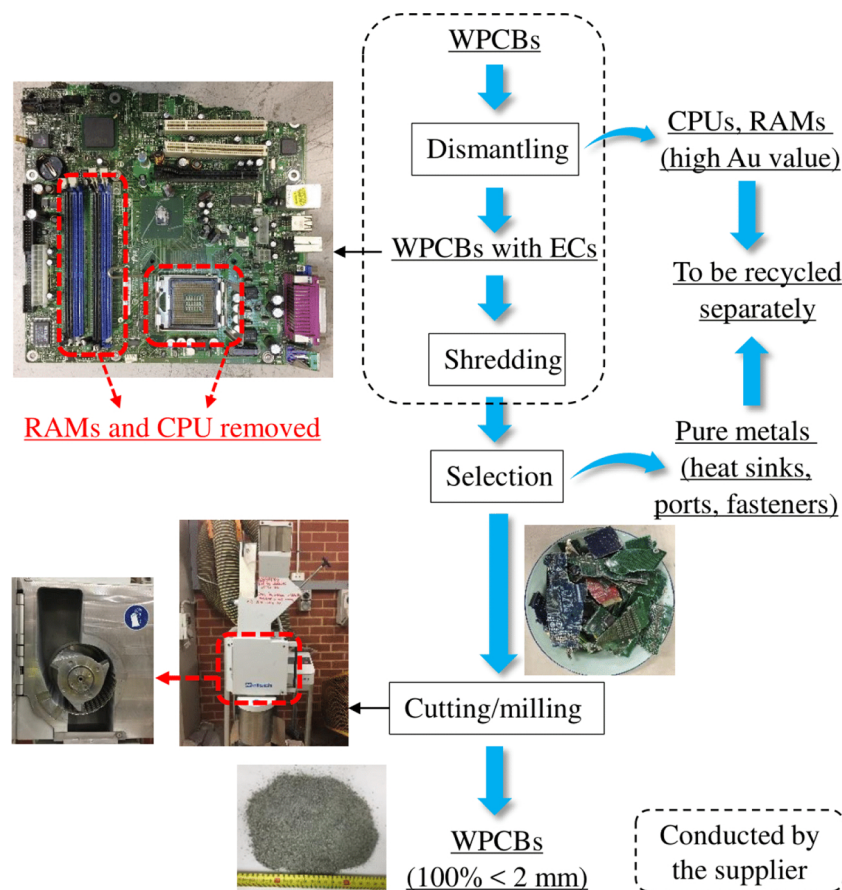 WPCBs
Dismantling
CPUs, RAMs
(high Au value)
WPCBs with ECs
To be recycled
separately
Shredding
RAMs and CPU removed
Pure metals
(heat sinks,
ports, fasteners)
Selection
Cutting/milling
WPCBs
(100% < 2 mm)
Conducted by
the supplier